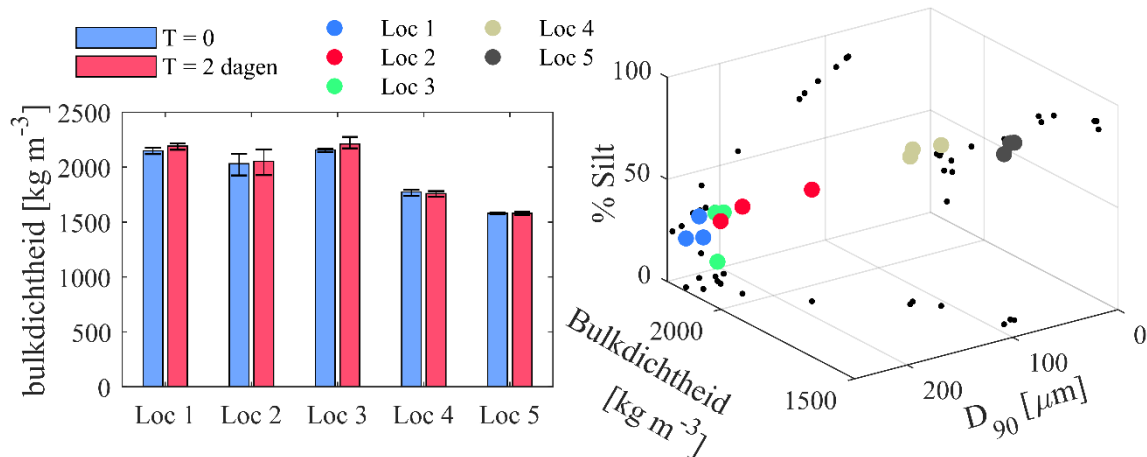 T = 0
T = 2 dagen
Loc 1
Loc 2
Loc 3
Loc 4
Loc 5
bulkdichtheid [kg m⁻³]
2500
2000
1500
1000
500
0
Loc 1 Loc 2 Loc 3 Loc 4 Loc 5
% Silt
100
50
0
Bulkdichtheid
[kg m⁻³]
2000
1500
D₉₀ [μm]
200
100
0